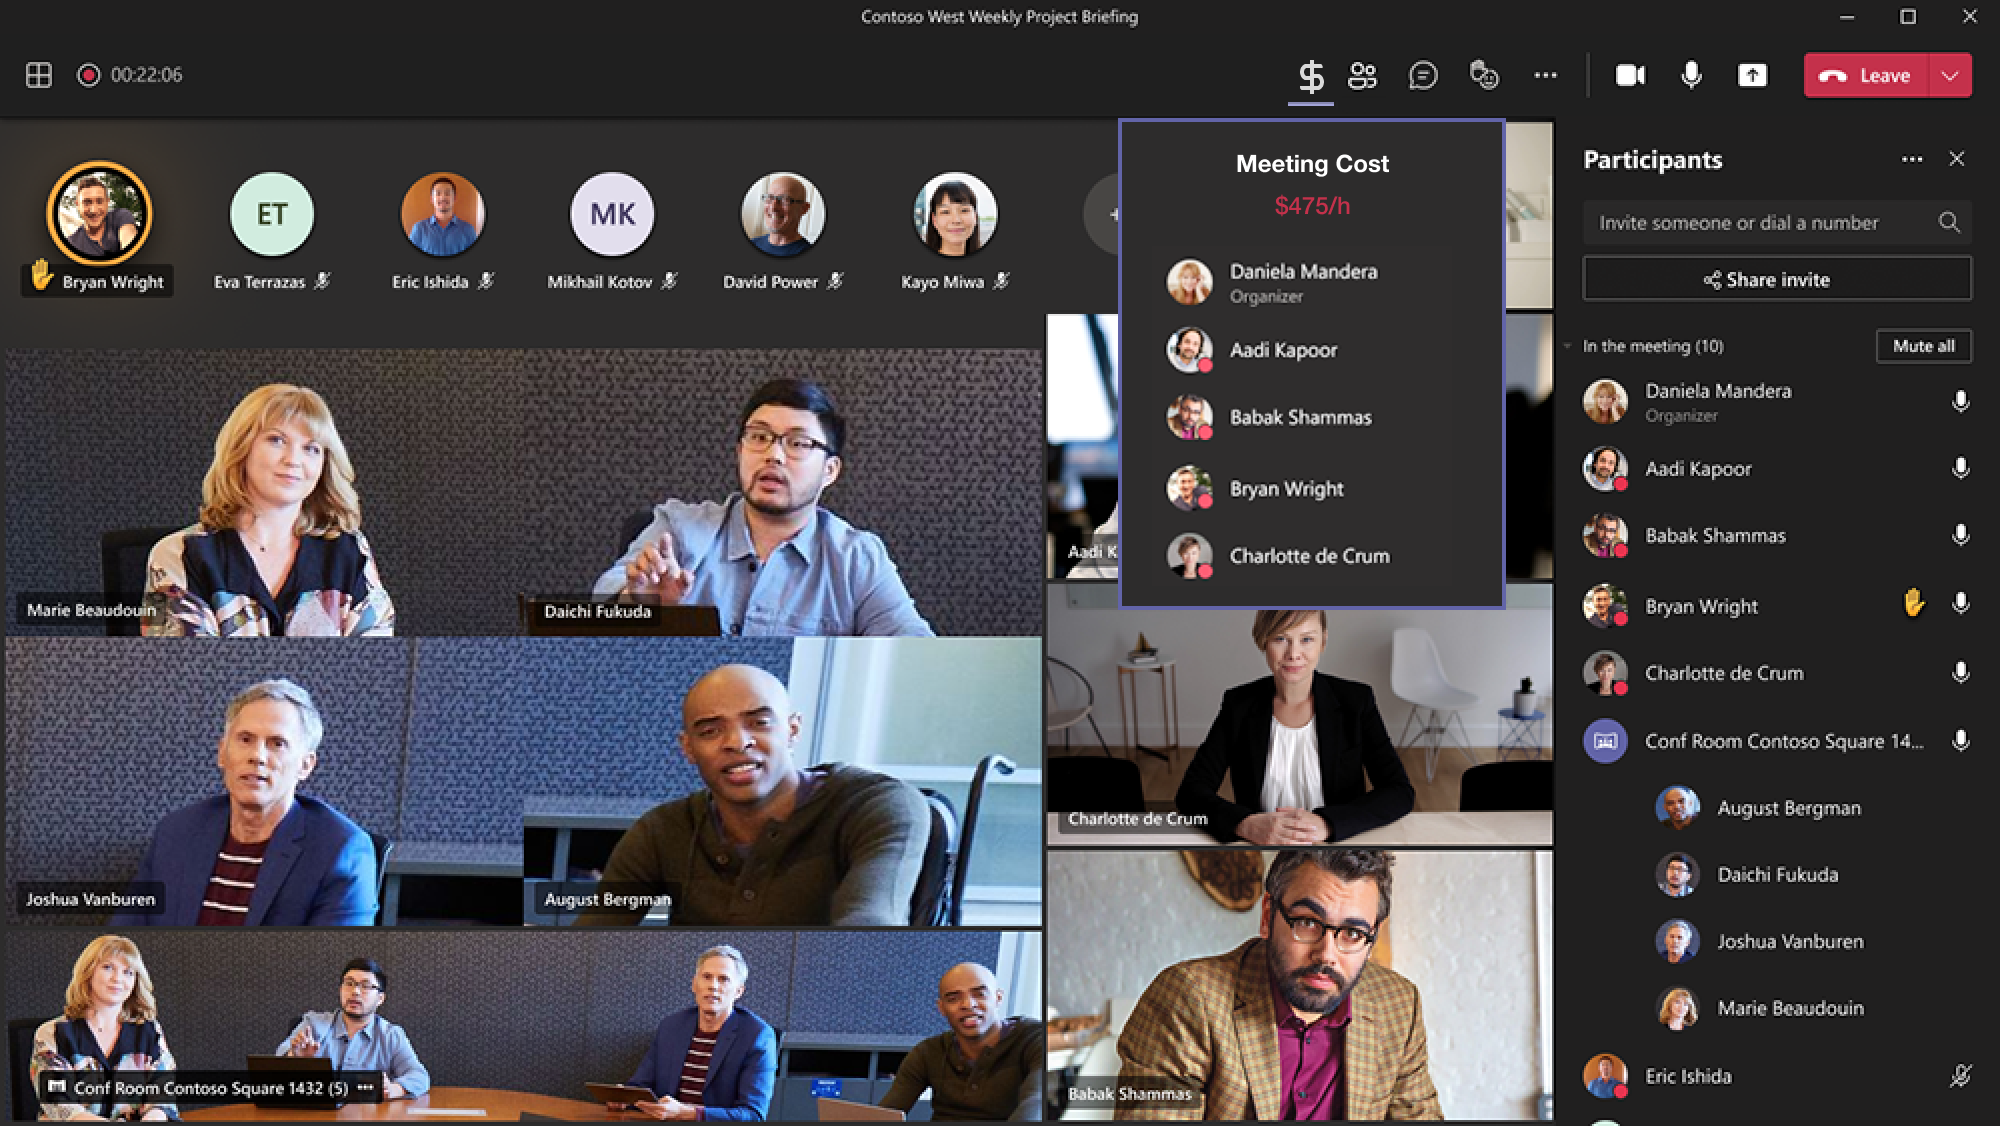 Contoso West Weekly Project Briefing
00:22:06
Leave
Bryan Wright
ET
Eva Terrazas
Eric Ishida
MK
Mikhail Kotov
David Power
Kayo Miwa
Meeting Cost
$475/h
Daniela Mandera
Organizer
Aadi Kapoor
Babak Shammas
Bryan Wright
Charlotte de Crum
Marie Beaudouin
Daichi Fukuda
Aadi K
Joshua Vanburen
August Bergman
Charlotte de Crum
Conf Room Contoso Square 1432 (5)
Babak Shammas
Participants
Invite someone or dial a number
Share invite
In the meeting (10)
Mute all
Daniela Mandera
Organizer
Aadi Kapoor
Babak Shammas
Bryan Wright
Charlotte de Crum
Conf Room Contoso Square 14...
August Bergman
Daichi Fukuda
Joshua Vanburen
Marie Beaudouin
Eric Ishida